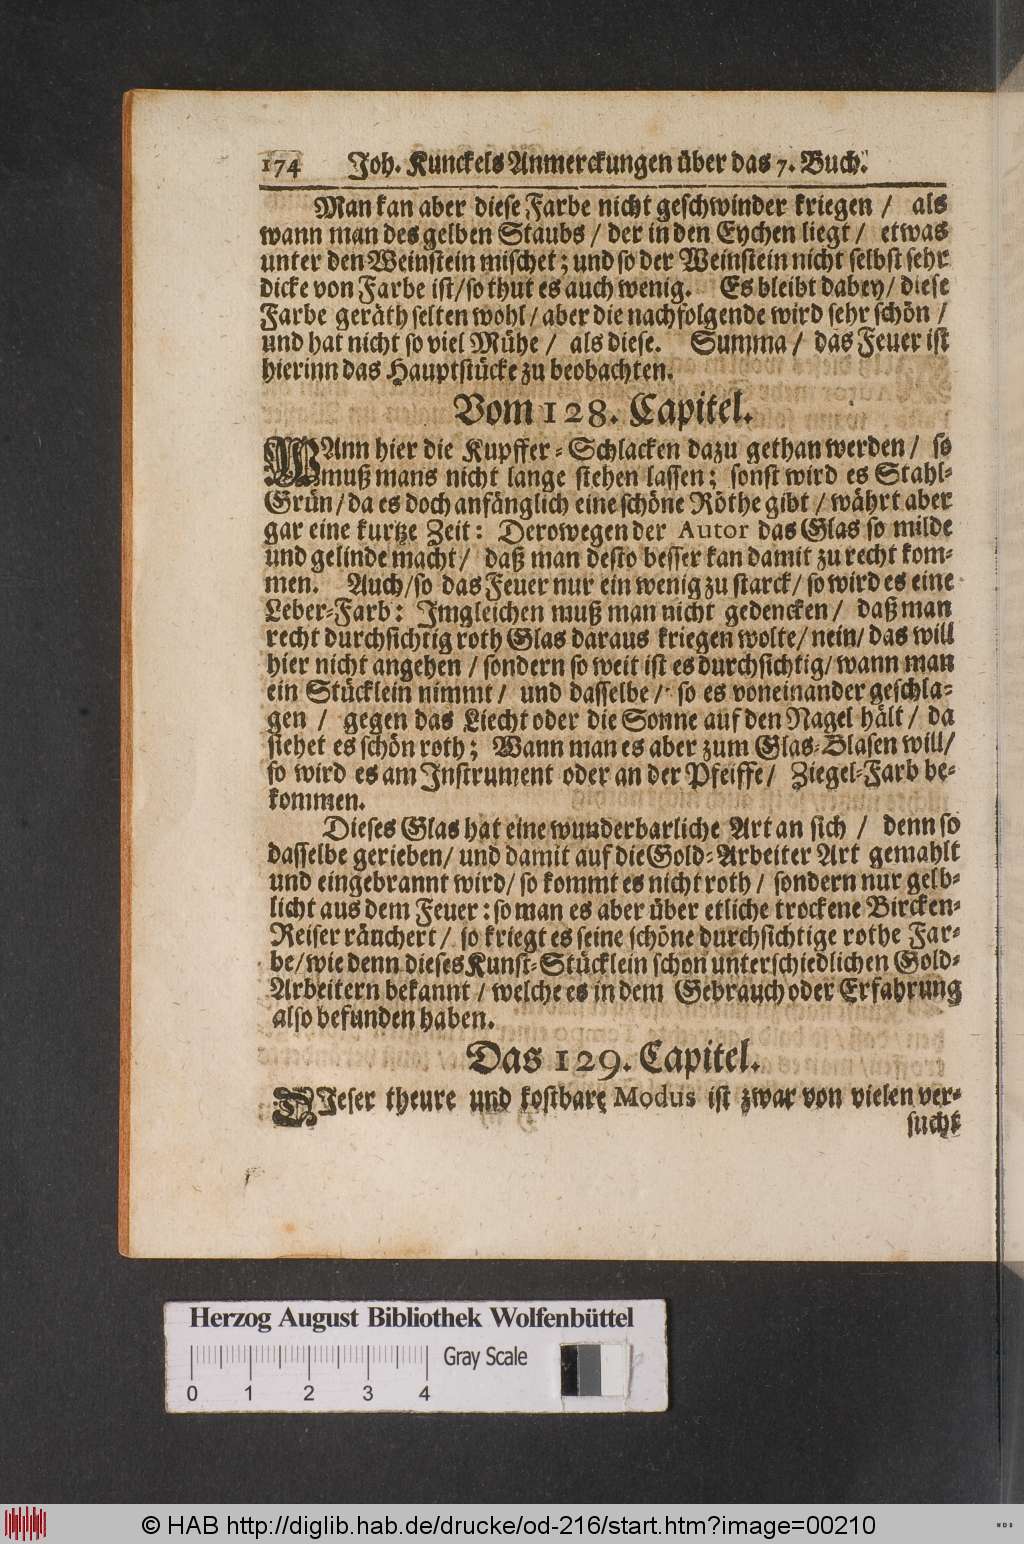 174 Joh. Kunckels Anmerckungen über das 7. Buch.
Man kan aber diese Farbe nicht geschwinder kriegen / als
wann man des gelben Staubs / der in den Eychen liegt / etwas
unter den Weinstein mischet; und so der Weinstein nicht selbst sehr
dicke von Farbe ist/so thut es auch wenig. Es bleibt dabey/ diese
Farbe geräth selten wohl / aber die nachfolgende wird sehr schön /
und hat nicht so viel Mühe / als diese. Summa / das Feuer ist
hierinn das Hauptstücke zu beobachten.
Vom 128. Capitel.
WAnn hier die Kupffer-Schlacken dazu gethan werden / so
muß mans nicht lange stehen lassen; sonst wird es Stahl-
Grün / da es doch anfänglich eine schöne Röthe gibt / währt aber
gar eine kurtze Zeit: Derowegen der Autor das Glas so milde
und gelinde macht / daß man desto besser kan damit zu recht kom-
men. Auch/so das Feuer nur ein wenig zu starck/ so wird es eine
Leber-Farb: Imgleichen muß man nicht gedencken / daß man
recht durchsichtig roth Glas daraus kriegen wolte/ nein/ das will
hier nicht angehen / sondern so weit ist es durchsichtig/ wann man
ein Stücklein nimmt / und dasselbe / so es voneinander geschla-
gen / gegen das Liecht oder die Sonne auf den Nagel hält / da
siehet es schön roth; Wann man es aber zum Glas-Blasen will/
so wird es am Instrument oder an der Pfeiffe / Ziegel-Farb be-
kommen.
Dieses Glas hat eine wunderbarliche Art an sich / denn so
dasselbe gerieben/ und damit auf die Gold-Arbeiter Art gemahlt
und eingebrannt wird/ so kommt es nicht roth / sondern nur gelb-
licht aus dem Feuer: so man es aber über etliche trockene Bircken-
Reiser räuchert / so kriegt es seine schöne durchsichtige rothe Far-
be/ wie denn dieses Kunst-Stücklein schon unterschiedlichen Gold-
Arbeitern bekannt / welche es in dem Gebrauch oder Erfahrung
also befunden haben.
Das 129. Capitel.
DIeser theure und kostbare Modus ist zwar von vielen ver-
sucht
Herzog August Bibliothek Wolfenbüttel
Gray Scale
0 1 2 3 4
© HAB http://diglib.hab.de/drucke/od-216/start.htm?image=00210